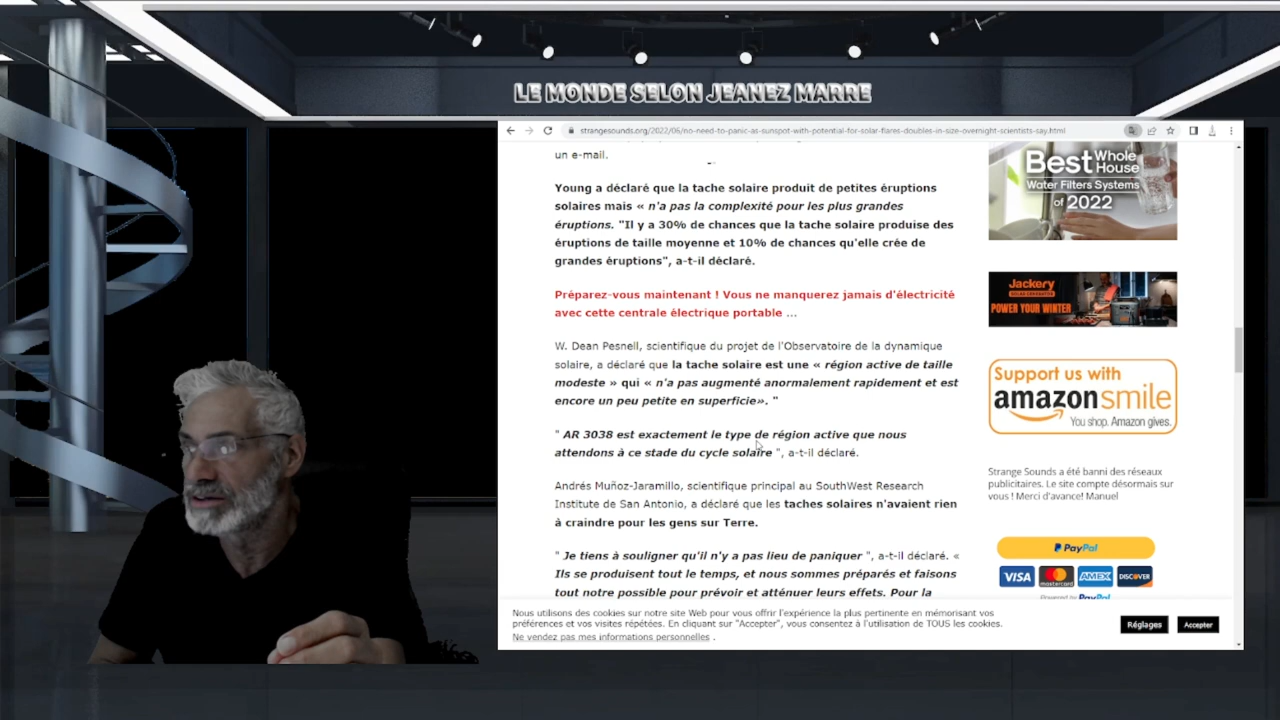 LE MONDE SELON JEANEZ MARRE
strangesounds.org/2022/06/no-need-to-panic-as-sunspot-with-potential-for-solar-flares-doubles-in-size-overnight-scientists-say.html
un e-mail.
Young a déclaré que la tache solaire produit de petites éruptions
solaires mais « n'a pas la complexité pour les plus grandes
éruptions. "Il y a 30% de chances que la tache solaire produise des
éruptions de taille moyenne et 10% de chances qu'elle crée de
grandes éruptions", a-t-il déclaré.
Préparez-vous maintenant ! Vous ne manquerez jamais d'électricité
avec cette centrale électrique portable ...
W. Dean Pesnell, scientifique du projet de l'Observatoire de la dynamique
solaire, a déclaré que la tache solaire est une « région active de taille
modeste » qui « n'a pas augmenté anormalement rapidement et est
encore un peu petite en superficie». "
" AR 3038 est exactement le type de région active que nous
attendons à ce stade du cycle solaire ", a-t-il déclaré.
Andrés Muñoz-Jaramillo, scientifique principal au SouthWest Research
Institute de San Antonio, a déclaré que les taches solaires n'avaient rien
à craindre pour les gens sur Terre.
" Je tiens à souligner qu'il n'y a pas lieu de paniquer ", a-t-il déclaré. «
Ils se produisent tout le temps, et nous sommes préparés et faisons
tout notre possible pour prévoir et atténuer leurs effets. Pour la
Best Whole House
Water Filters Systems
of 2022
Jackery
POWER YOUR WINTER
Support us with
amazonsmile
You shop. Amazon gives.
Strange Sounds a été banni des réseaux
publicitaires. Le site compte désormais sur
vous ! Merci d'avance! Manuel
PayPal
VISA mastercard AMEX DISCOVER
Powered by PayPal
Nous utilisons des cookies sur notre site Web pour vous offrir l'expérience la plus pertinente en mémorisant vos
préférences et vos visites répétées. En cliquant sur "Accepter", vous consentez à l'utilisation de TOUS les cookies.
Ne vendez pas mes informations personnelles .
Réglages
Accepter